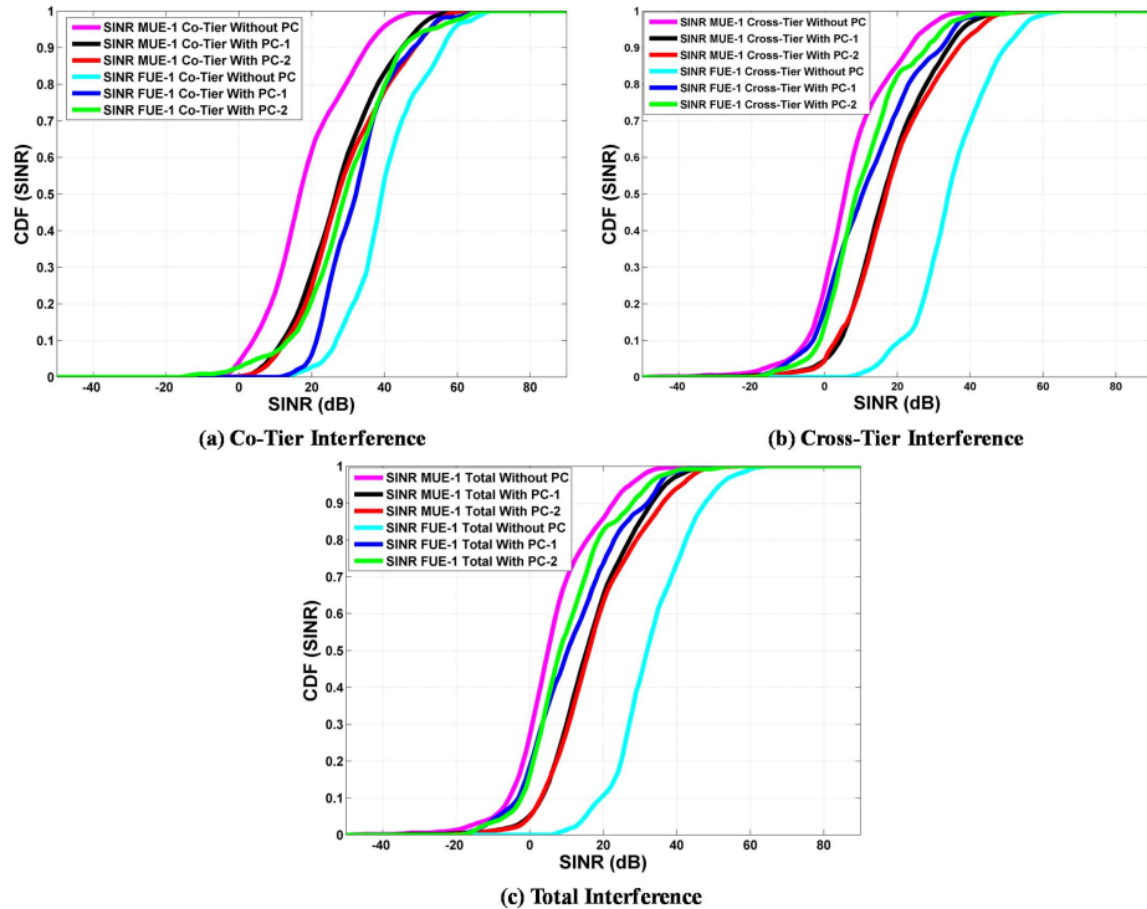 SINR MUE-1 Co-Tier Without PC
SINR MUE-1 Co-Tier With PC-1
SINR MUE-1 Co-Tier With PC-2
SINR FUE-1 Co-Tier Without PC
SINR FUE-1 Co-Tier With PC-1
SINR FUE-1 Co-Tier With PC-2
1
0.9
0.8
0.7
0.6
0.5
0.4
0.3
0.2
0.1
0
CDF (SINR)
-40
-20
0
20
40
60
80
SINR (dB)
(a) Co-Tier Interference
SINR MUE-1 Cross-Tier Without PC
SINR MUE-1 Cross-Tier With PC-1
SINR MUE-1 Cross-Tier With PC-2
SINR FUE-1 Cross-Tier Without PC
SINR FUE-1 Cross-Tier With PC-1
SINR FUE-1 Cross-Tier With PC-2
1
0.9
0.8
0.7
0.6
0.5
0.4
0.3
0.2
0.1
0
CDF (SINR)
-40
-20
0
20
40
60
80
SINR (dB)
(b) Cross-Tier Interference
SINR MUE-1 Total Without PC
SINR MUE-1 Total With PC-1
SINR MUE-1 Total With PC-2
SINR FUE-1 Total Without PC
SINR FUE-1 Total With PC-1
SINR FUE-1 Total With PC-2
1
0.9
0.8
0.7
0.6
0.5
0.4
0.3
0.2
0.1
0
CDF (SINR)
-40
-20
0
20
40
60
80
SINR (dB)
(c) Total Interference